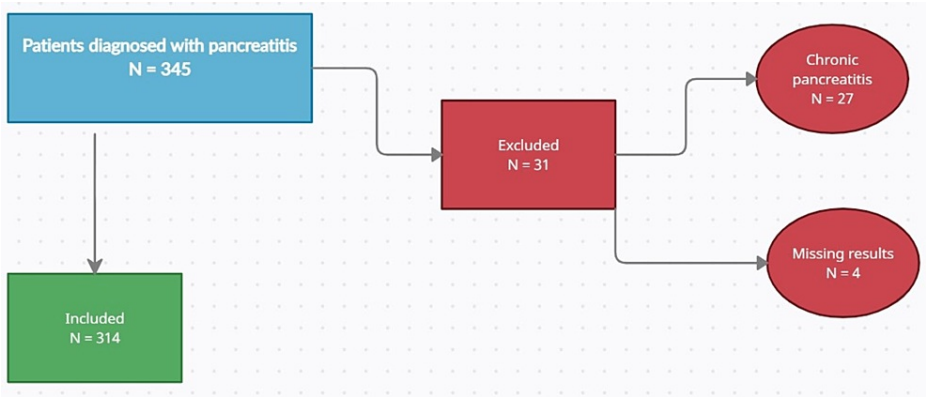 Patients diagnosed with pancreatitis
N = 345
Chronic
pancreatitis
N = 27
Excluded
N = 31
Missing results
N = 4
Included
N = 314